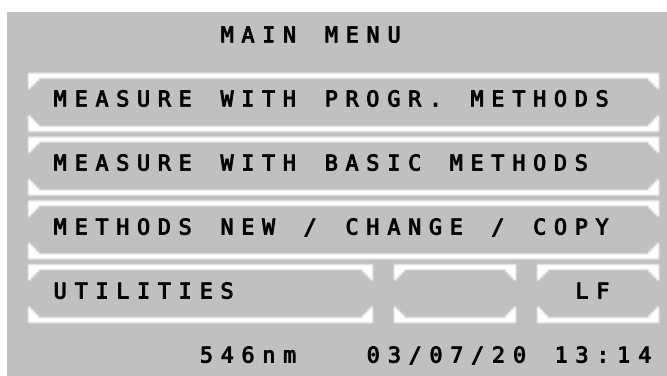 MAIN MENU
MEASURE WITH PROGR. METHODS
MEASURE WITH BASIC METHODS
METHODS NEW / CHANGE / COPY
UTILITIES LF
546nm 03/07/20 13:14